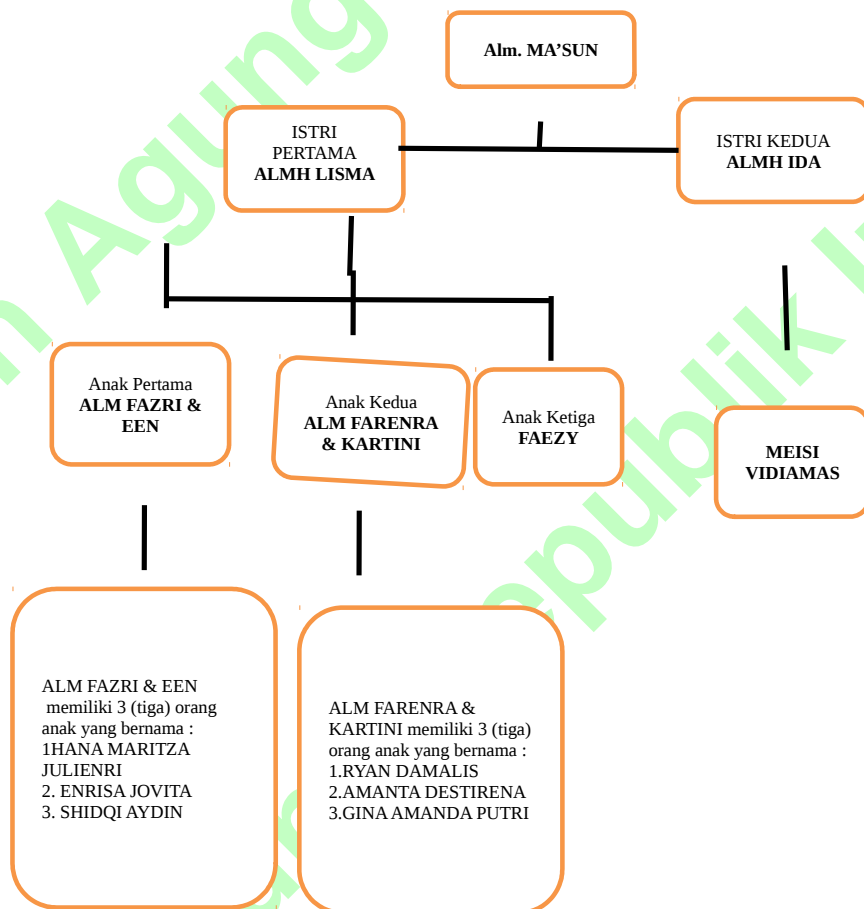 Alm. MA’SUN
ISTRI
PERTAMA
ALMH LISMA
ISTRI KEDUA
ALMH IDA
Anak Pertama
ALM FAZRI &
EEN
Anak Kedua
ALM FARENRA
& KARTINI
Anak Ketiga
FAEZY
MEISI
VIDIAMAS
ALM FAZRI & EEN
memiliki 3 (tiga) orang
anak yang bernama :
1HANA MARITZA
JULIENRI
2. ENRISA JOVITA
3. SHIDQI AYDIN
ALM FARENRA &
KARTINI memiliki 3 (tiga)
orang anak yang bernama :
1.RYAN DAMALIS
2.AMANTA DESTIRENA
3.GINA AMANDA PUTRI